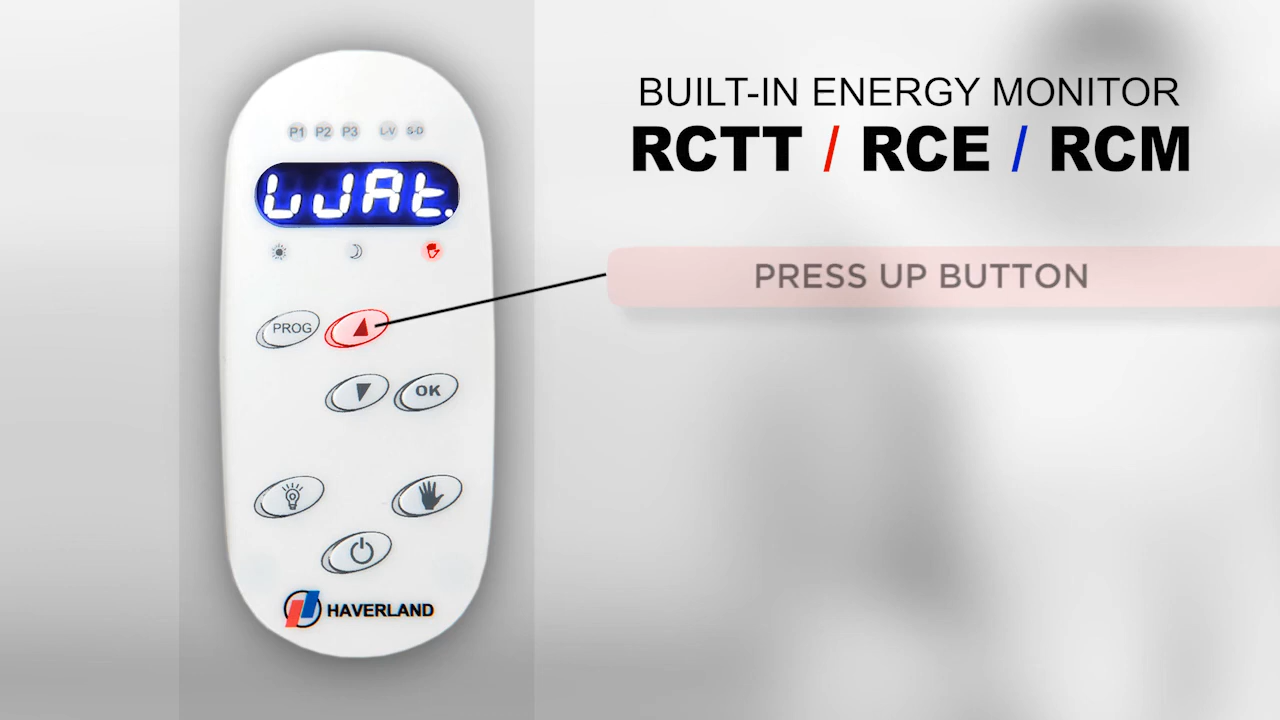 BUILT-IN ENERGY MONITOR
RCTT / RCE / RCM
P1 P2 P3 L-V S-D
WAt.
PRESS UP BUTTON
PROG
OK
HAVERLAND